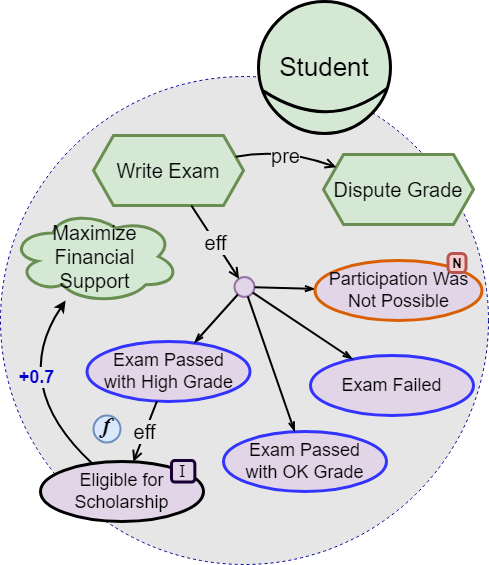 Student
Write Exam
pre
Dispute Grade
eff
Maximize
Financial
Support
N
Participation Was
Not Possible
Exam Passed
with High Grade
+0.7
Exam Failed
f
eff
Exam Passed
with OK Grade
I
Eligible for
Scholarship